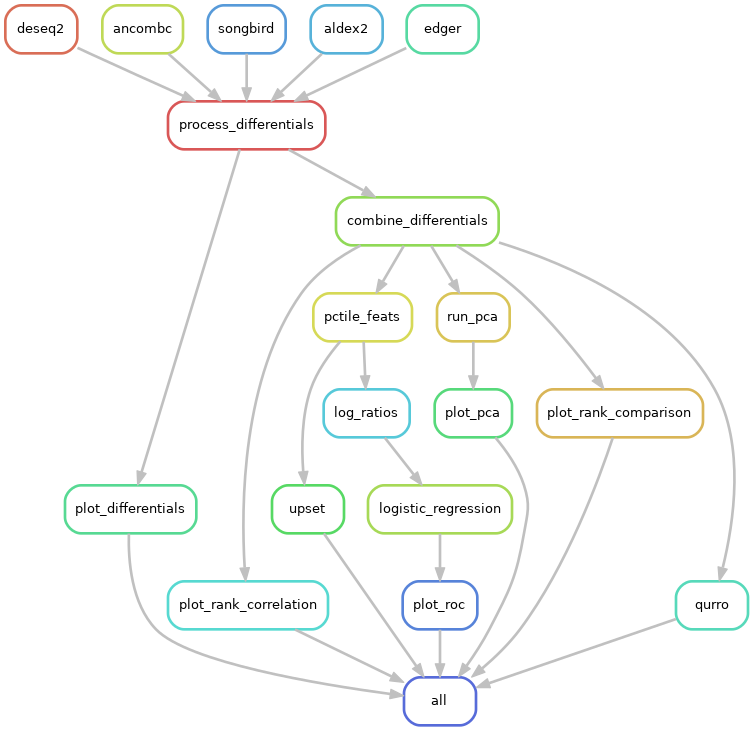 deseq2
ancombc
songbird
aldex2
edger
process_differentials
combine_differentials
pctile_feats
run_pca
log_ratios
plot_pca
plot_rank_comparison
plot_differentials
upset
logistic_regression
plot_rank_correlation
plot_roc
qurro
all